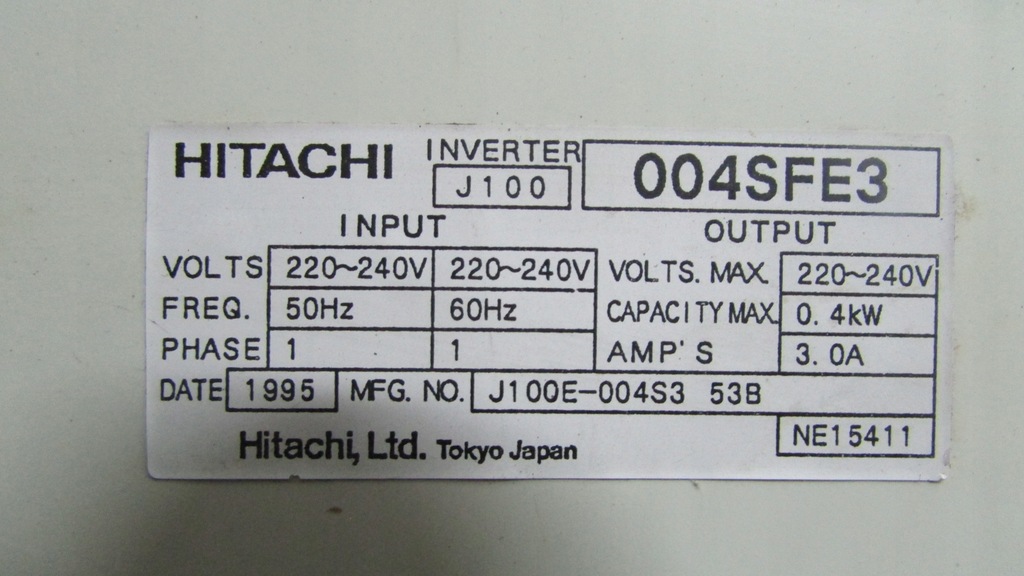 HITACHI INVERTER J100 004SFE3
INPUT OUTPUT
VOLTS 220~240V 220~240V VOLTS. MAX. 220~240V
FREQ. 50Hz 60Hz CAPACITY MAX. 0.4kW
PHASE 1 1 AMP'S 3.0A
DATE 1995 MFG. NO. J100E-004S3 53B
NE15411
Hitachi, Ltd. Tokyo Japan